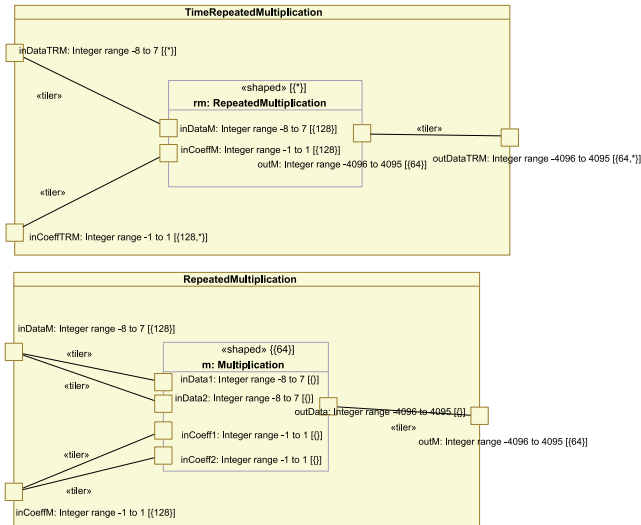 TimeRepeatedMultiplication
inDataTRM: Integer range -8 to 7 [{*}]
«tiler»
«shaped» [{*}]
rm: RepeatedMultiplication
inDataM: Integer range -8 to 7 [{128}]
inCoeffM: Integer range -1 to 1 [{128}]
outM: Integer range -4096 to 4095 [{64}]
«tiler»
outDataTRM: Integer range -4096 to 4095 [{64,*}]
«tiler»
inCoeffTRM: Integer range -1 to 1 [{128,*}]
RepeatedMultiplication
inDataM: Integer range -8 to 7 [{128}]
«tiler»
«tiler»
«shaped» {{64}]
m: Multiplication
inData1: Integer range -8 to 7 [{}]
inData2: Integer range -8 to 7 [{}]
outData: Integer range -4096 to 4095 [{}]
«tiler»
outM: Integer range -4096 to 4095 [{64}]
inCoeff1: Integer range -1 to 1 [{}]
inCoeff2: Integer range -1 to 1 [{}]
«tiler»
«tiler»
inCoeffM: Integer range -1 to 1 [{128}]